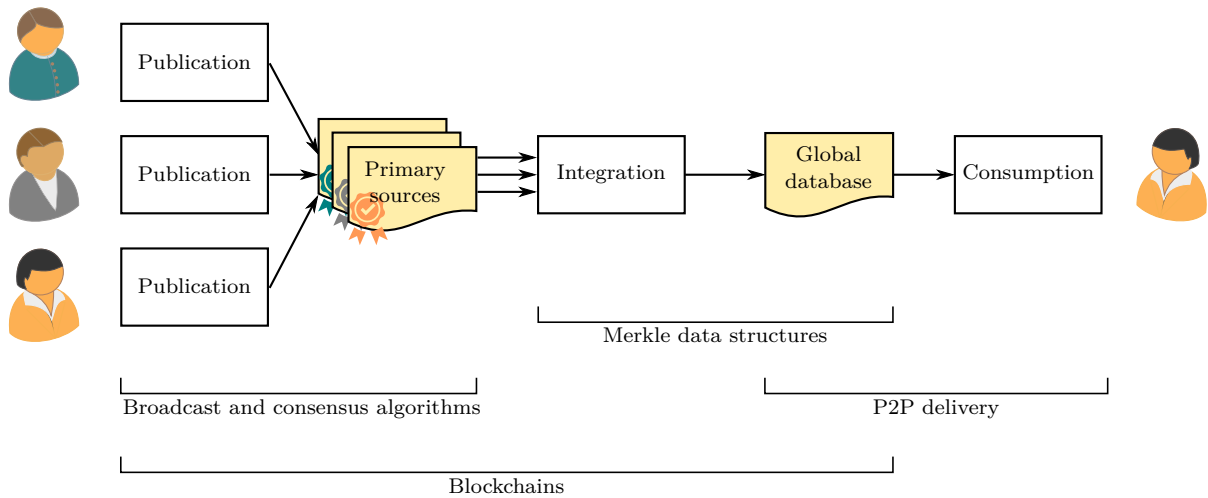 Publication
Publication
Publication
Primary
sources
Integration
Global
database
Consumption
Merkle data structures
Broadcast and consensus algorithms
P2P delivery
Blockchains